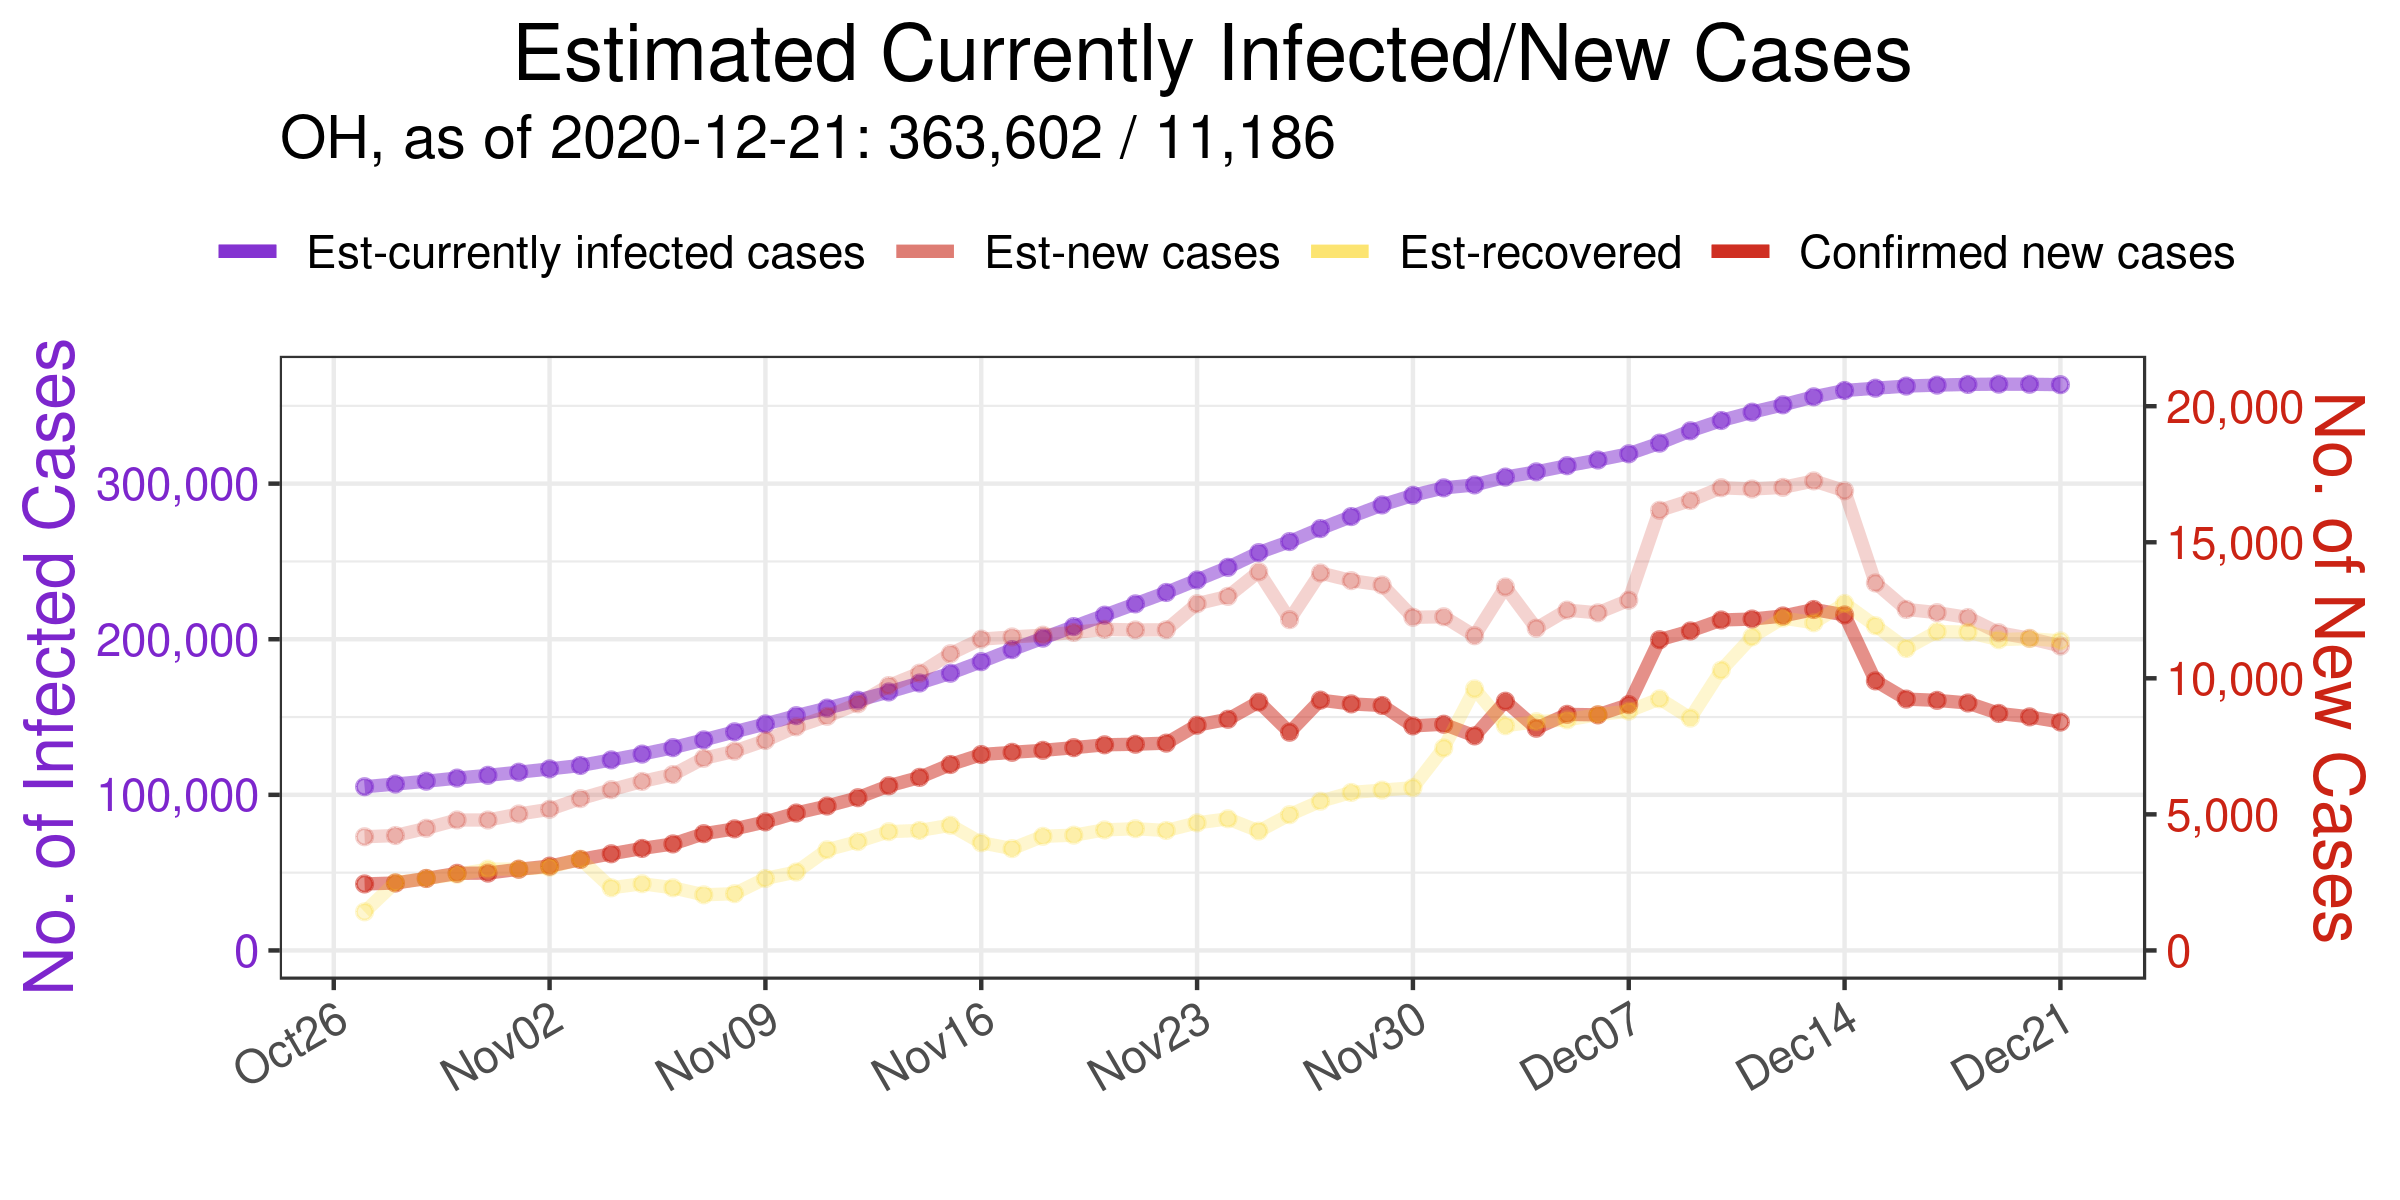 Estimated Currently Infected/New Cases
OH, as of 2020-12-21: 363,602 / 11,186
Est-currently infected cases Est-new cases Est-recovered Confirmed new cases
No. of Infected Cases
300,000
200,000
100,000
0
20,000
15,000
10,000
5,000
0
No. of New Cases
Oct26 Nov02 Nov09 Nov16 Nov23 Nov30 Dec07 Dec14 Dec21